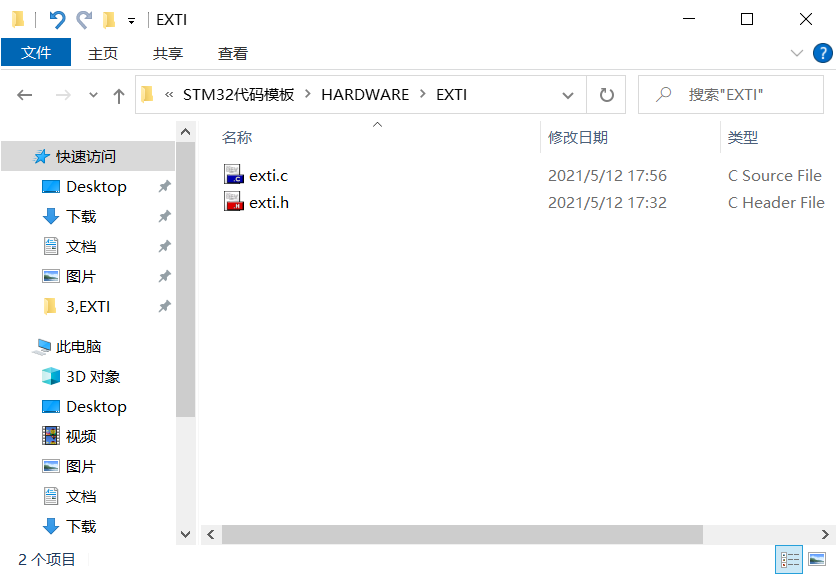 EXTI
文件 主页 共享 查看
« STM32代码模板 HARDWARE EXTI 搜索"EXTI"
名称 修改日期 类型
快速访问
exti.c 2021/5/12 17:56 C Source File
Desktop
exti.h 2021/5/12 17:32 C Header File
下载
文档
图片
3,EXTI
此电脑
3D 对象
Desktop
视频
图片
文档
下载
2 个项目